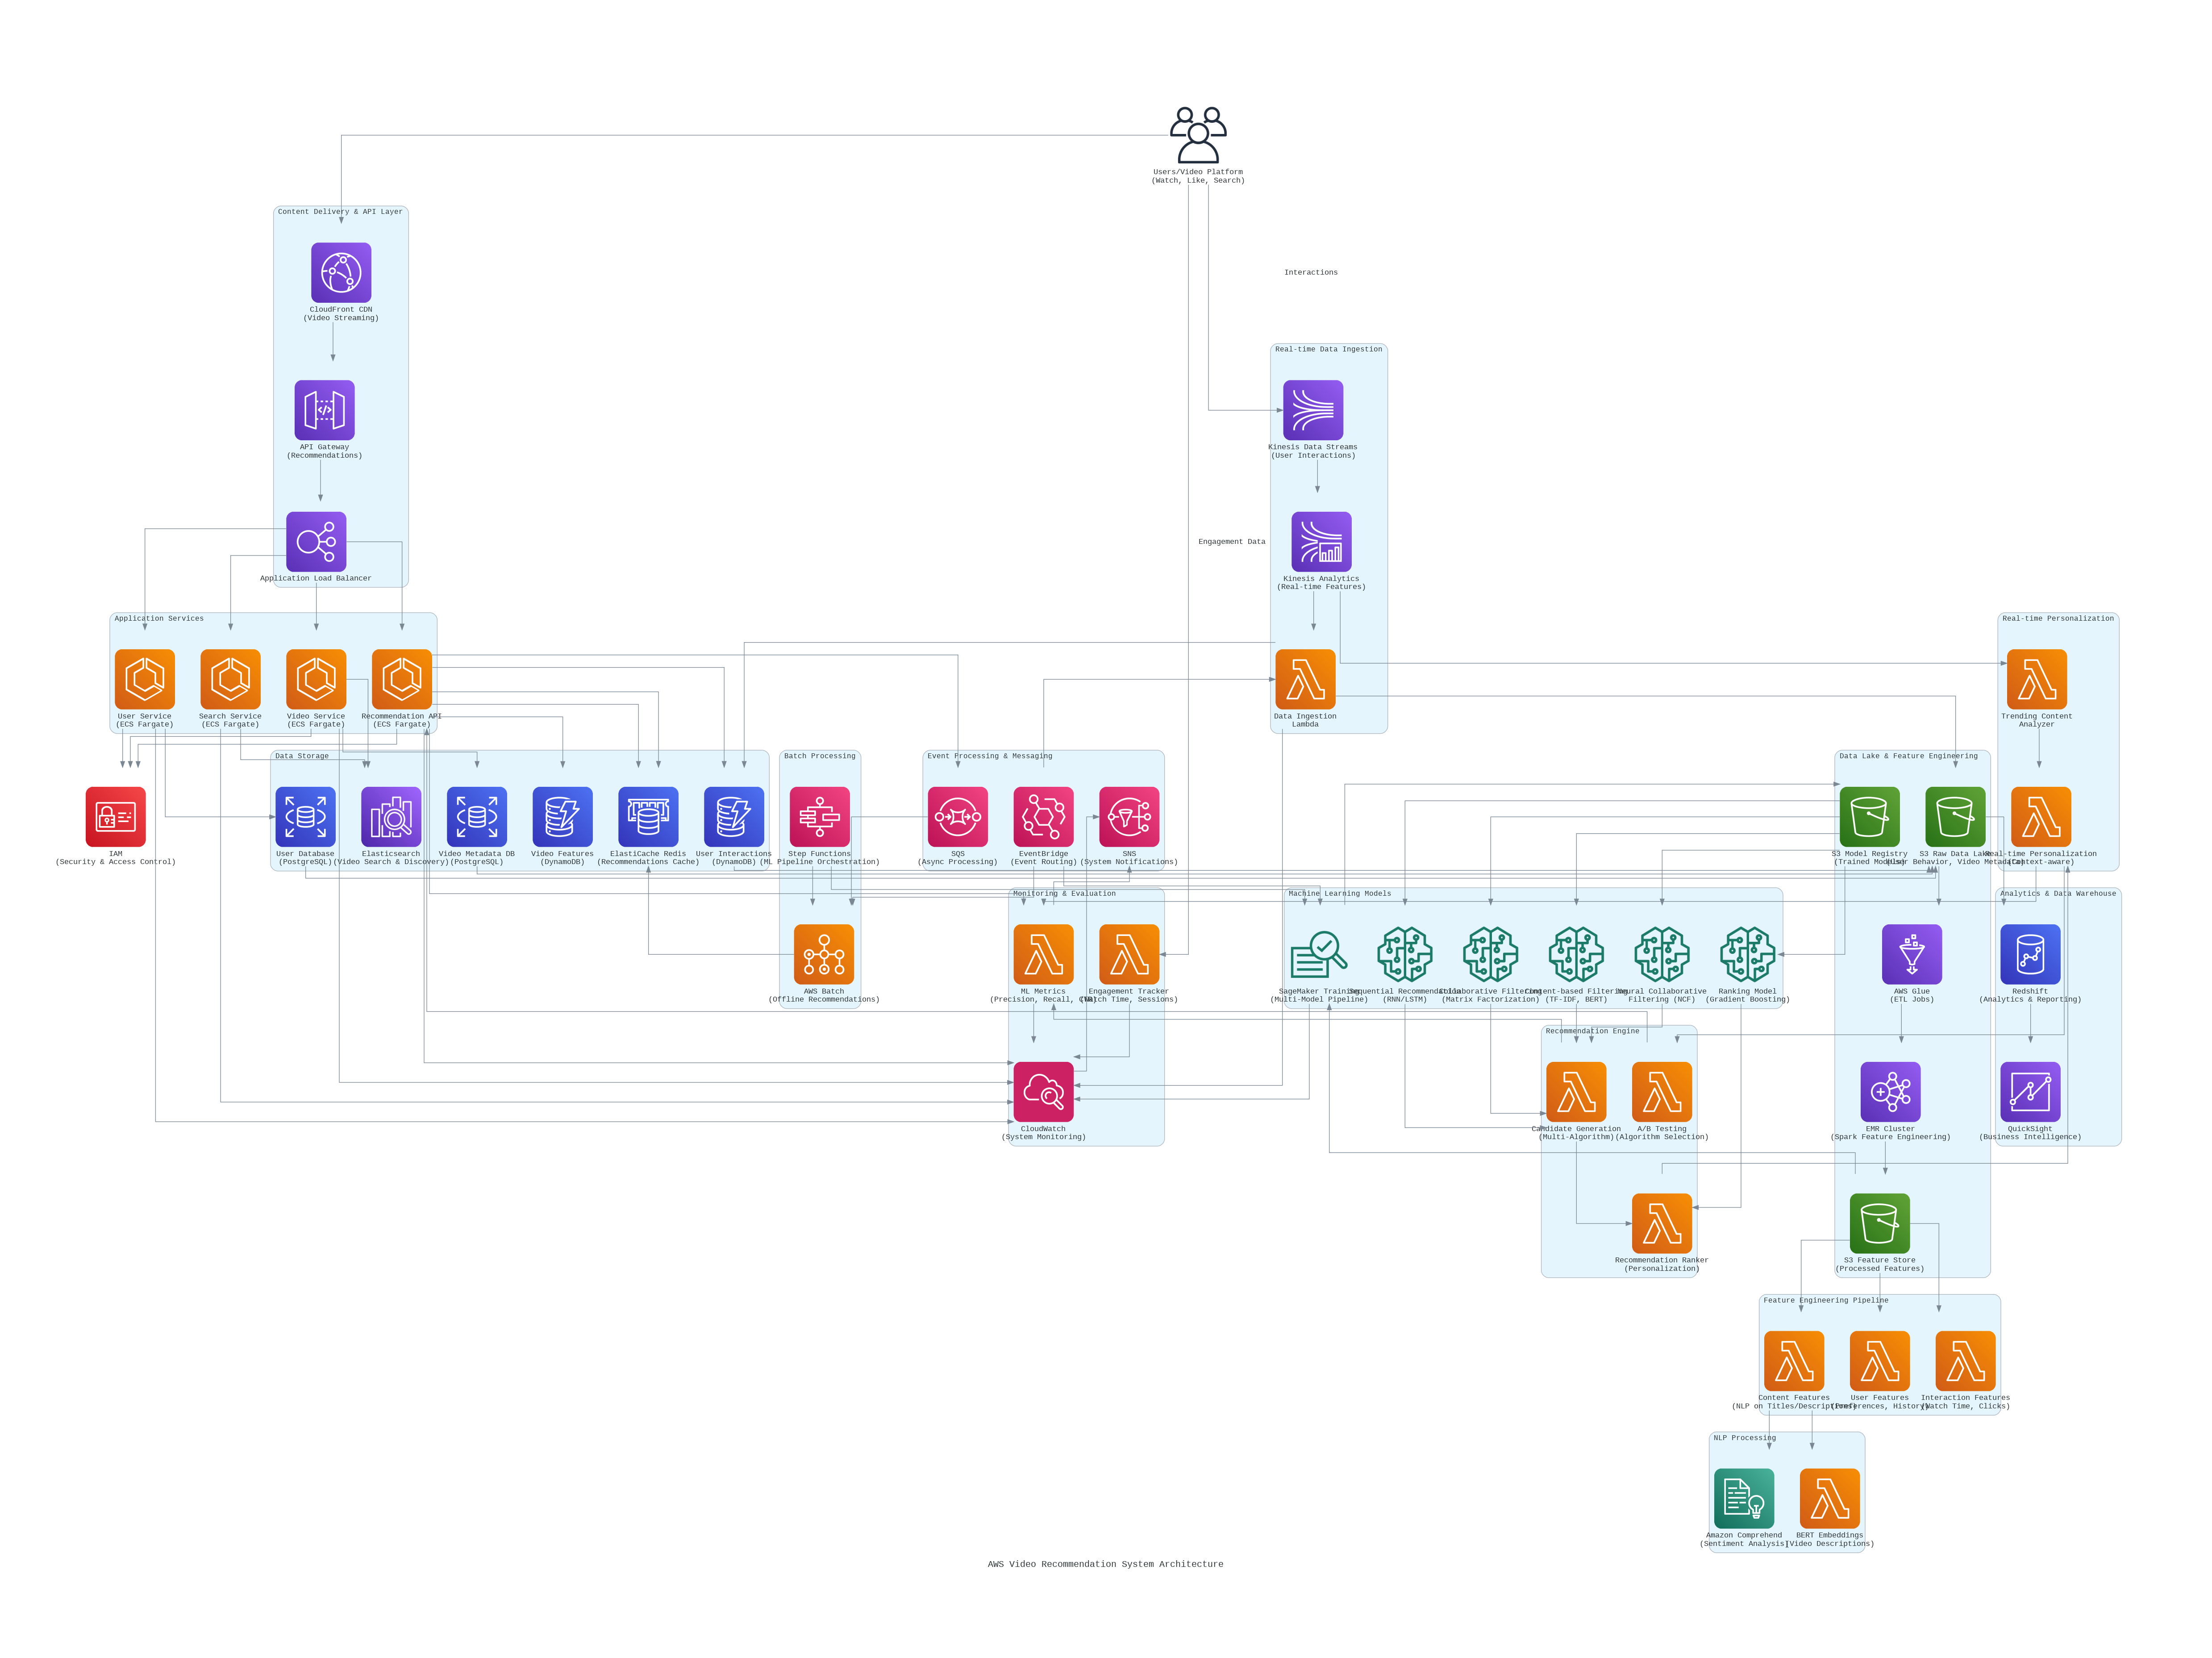 Users/Video Platform
(Watch, Like, Search)
Content Delivery & API Layer
CloudFront CDN
(Video Streaming)
Interactions
Real-time Data Ingestion
API Gateway
(Recommendations)
Kinesis Data Streams
(User Interactions)
Engagement Data
Application Load Balancer
Kinesis Analytics
(Real-time Features)
Application Services
User Service
(ECS Fargate)
Search Service
(ECS Fargate)
Video Service
(ECS Fargate)
Recommendation API
(ECS Fargate)
Data Ingestion
Lambda
Real-time Personalization
Trending Content
Analyzer
IAM
(Security & Access Control)
Data Storage
User Database
(PostgreSQL)
Elasticsearch
(Video Search & Discovery)
Video Metadata DB
(PostgreSQL)
Video Features
(DynamoDB)
ElastiCache Redis
(Recommendations Cache)
User Interactions
(DynamoDB)
Batch Processing
Step Functions
(ML Pipeline Orchestration)
Event Processing & Messaging
SQS
(Async Processing)
EventBridge
(Event Routing)
SNS
(System Notifications)
Data Lake & Feature Engineering
S3 Model Registry
(Trained Models)
S3 Raw Data Lake
(User Behavior, Video Metadata)
Real-time Personalization
(Context-aware)
AWS Batch
(Offline Recommendations)
Monitoring & Evaluation
ML Metrics
(Precision, Recall, CTR)
Engagement Tracker
(Watch Time, Sessions)
Machine Learning Models
SageMaker Training
(Multi-Model Pipeline)
Sequential Recommendation
(RNN/LSTM)
Collaborative Filtering
(Matrix Factorization)
Content-based Filtering
(TF-IDF, BERT)
Neural Collaborative
Filtering (NCF)
Ranking Model
(Gradient Boosting)
AWS Glue
(ETL Jobs)
Analytics & Data Warehouse
Redshift
(Analytics & Reporting)
CloudWatch
(System Monitoring)
Recommendation Engine
Candidate Generation
(Multi-Algorithm)
A/B Testing
(Algorithm Selection)
EMR Cluster
(Spark Feature Engineering)
QuickSight
(Business Intelligence)
Recommendation Ranker
(Personalization)
S3 Feature Store
(Processed Features)
Feature Engineering Pipeline
Content Features
(NLP on Titles/Descriptions)
User Features
(Preferences, History)
Interaction Features
(Watch Time, Clicks)
NLP Processing
Amazon Comprehend
(Sentiment Analysis)
BERT Embeddings
(Video Descriptions)
AWS Video Recommendation System Architecture